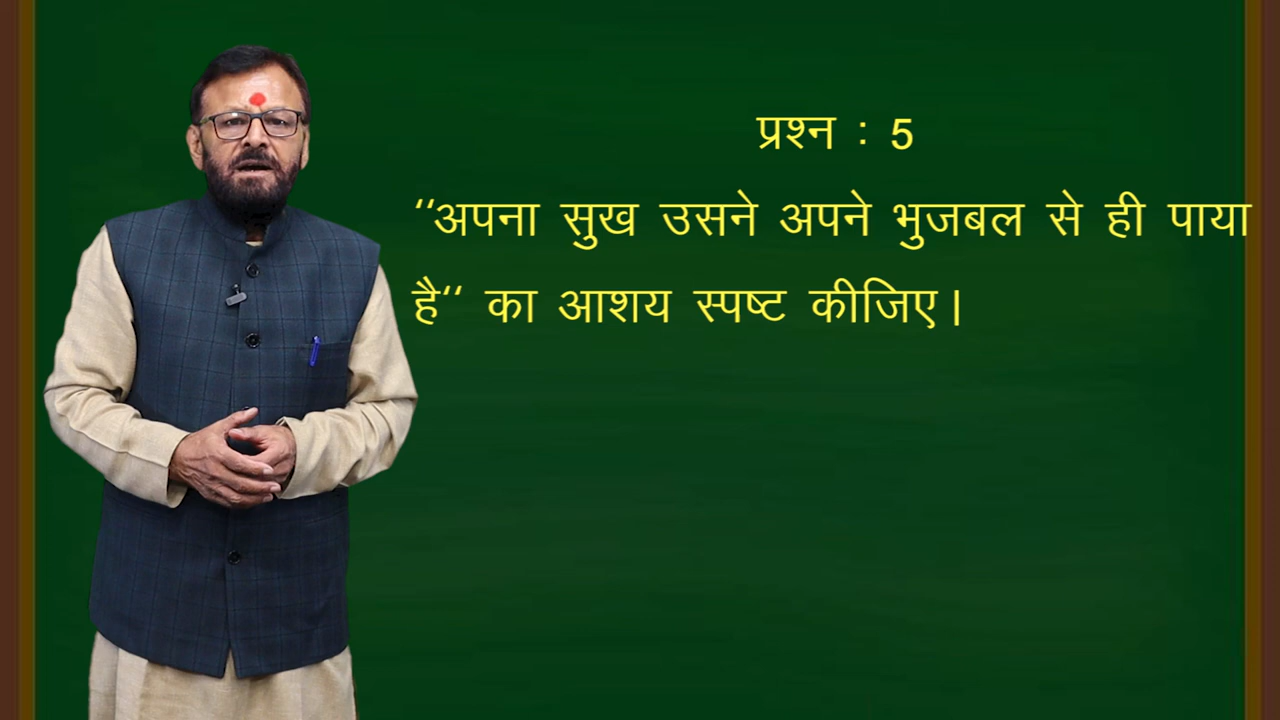 प्रश्न : 5
‘‘अपना सुख उसने अपने भुजबल से ही पाया
है‘‘ का आशय स्पष्ट कीजिए।